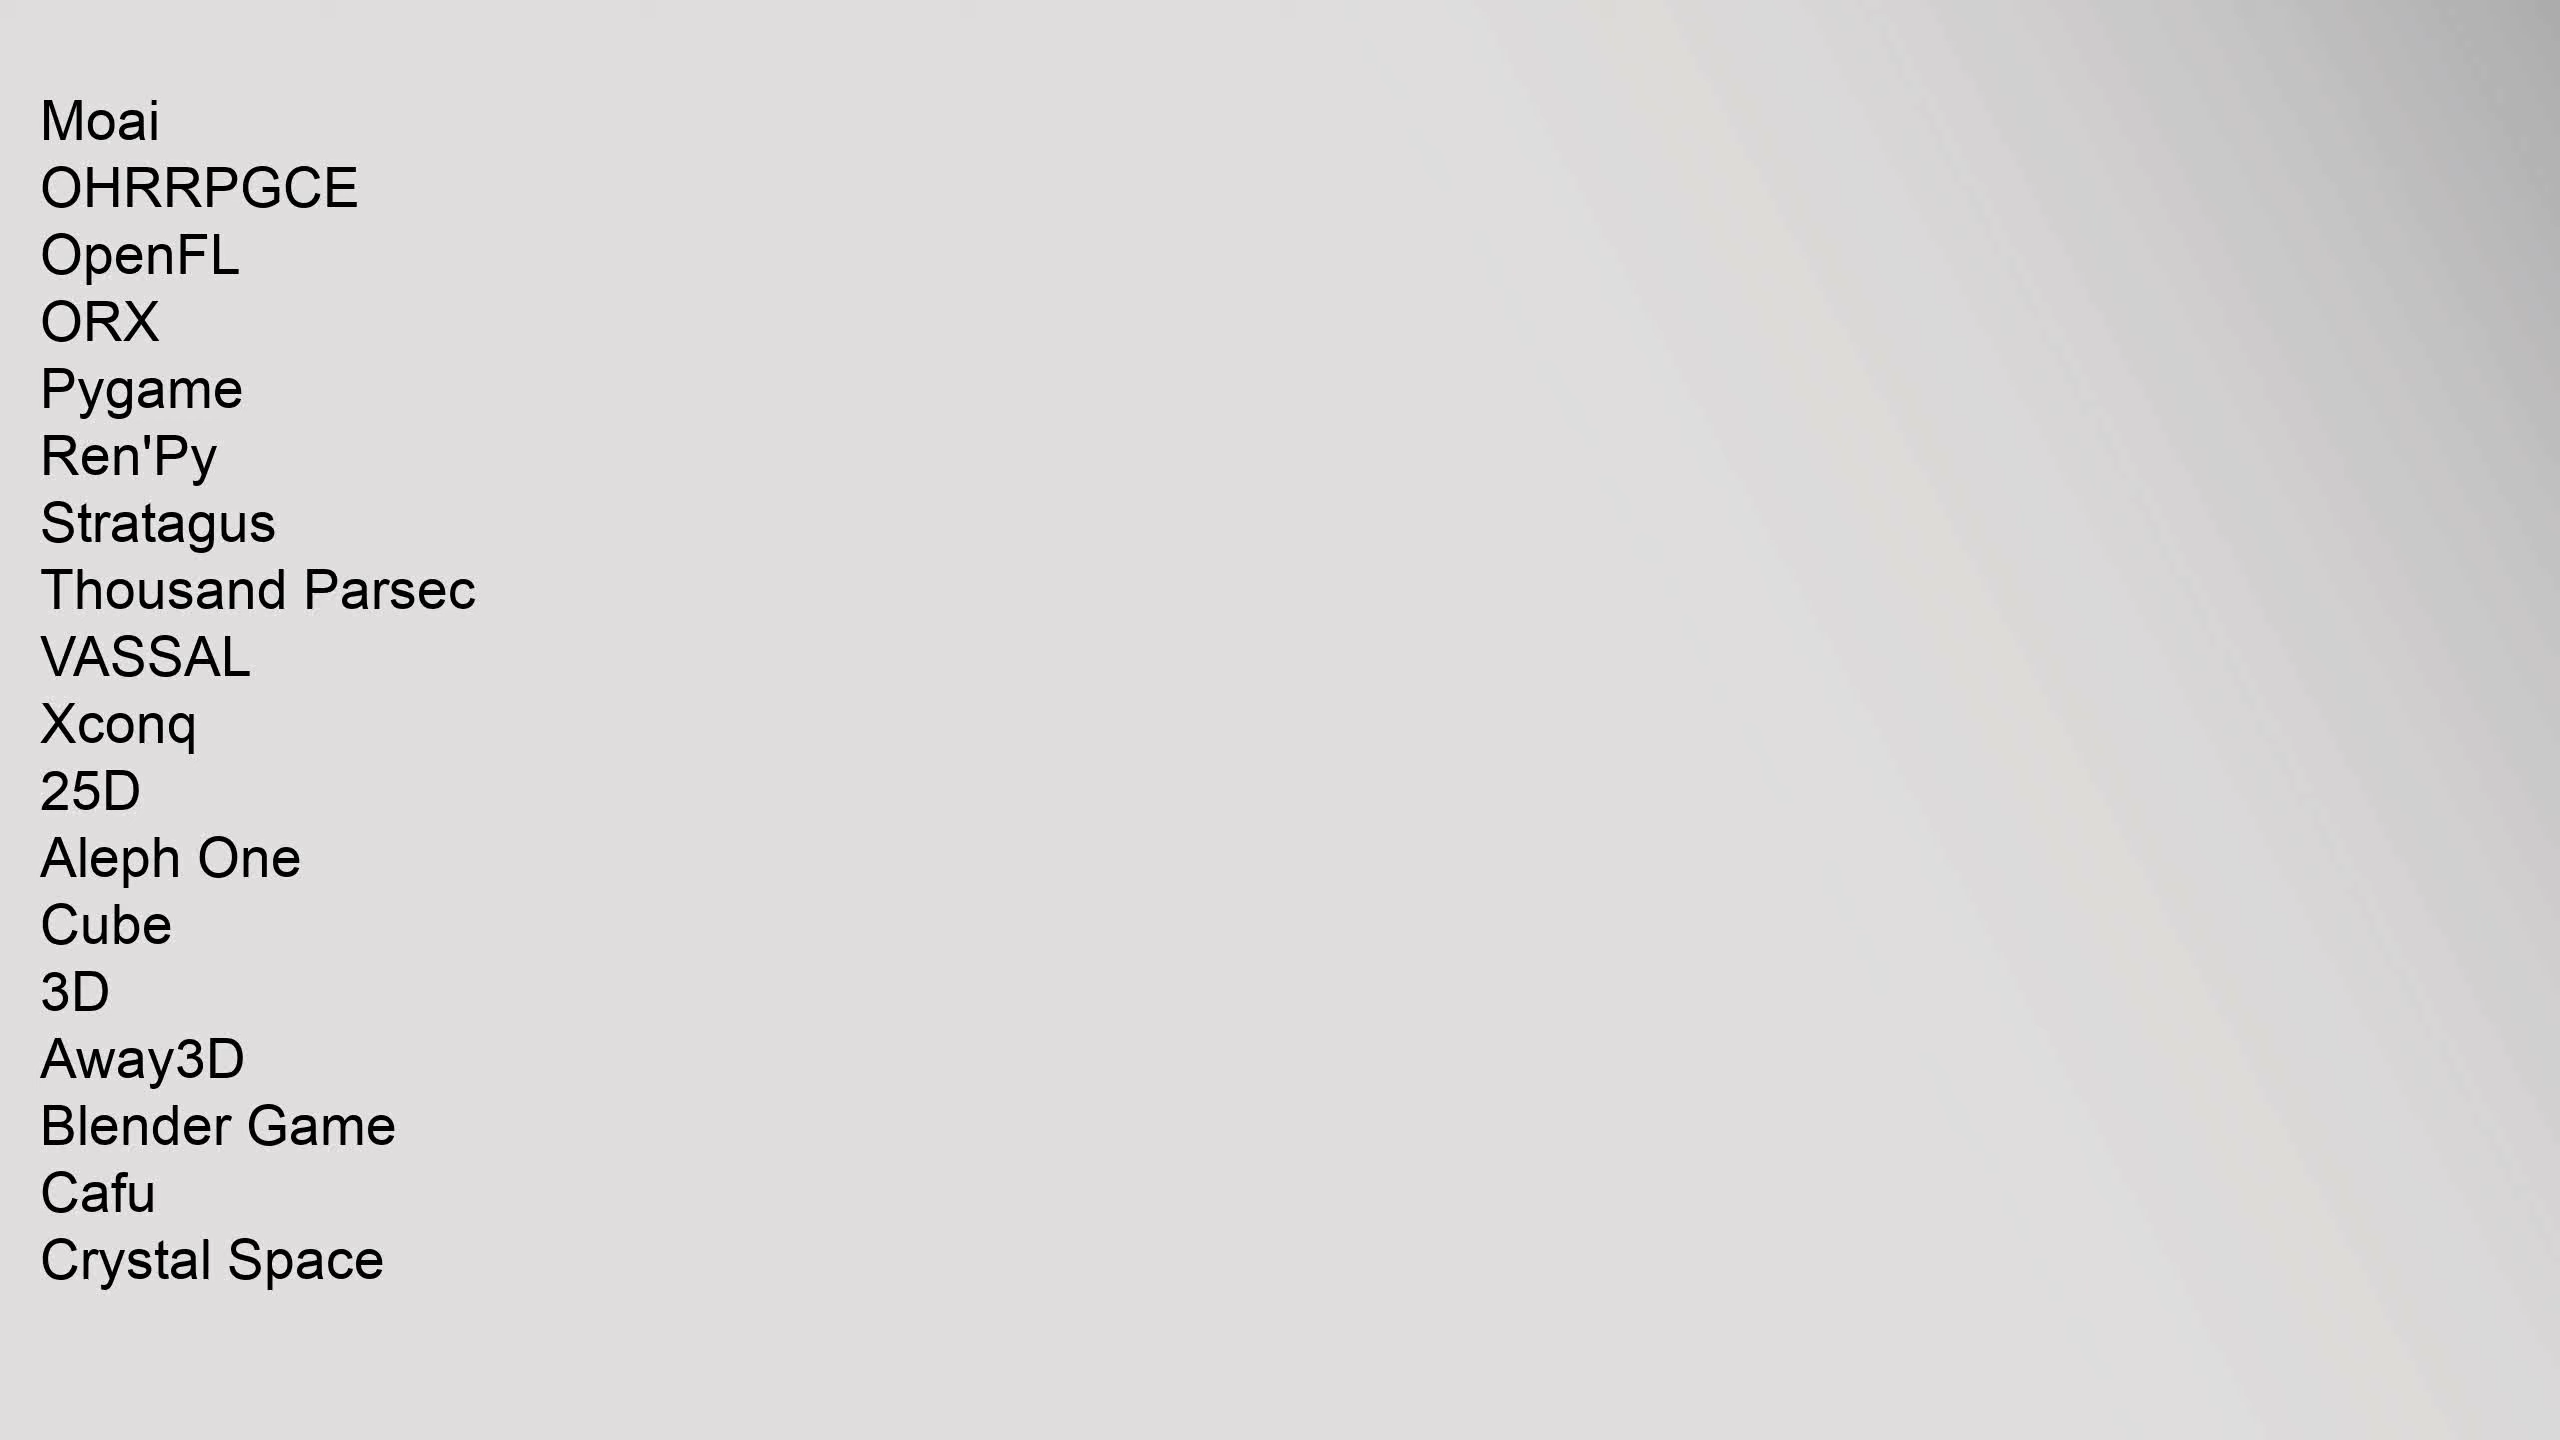 Moai
OHRRPGCE
OpenFL
ORX
Pygame
Ren'Py
Stratagus
Thousand Parsec
VASSAL
Xconq
25D
Aleph One
Cube
3D
Away3D
Blender Game
Cafu
Crystal Space